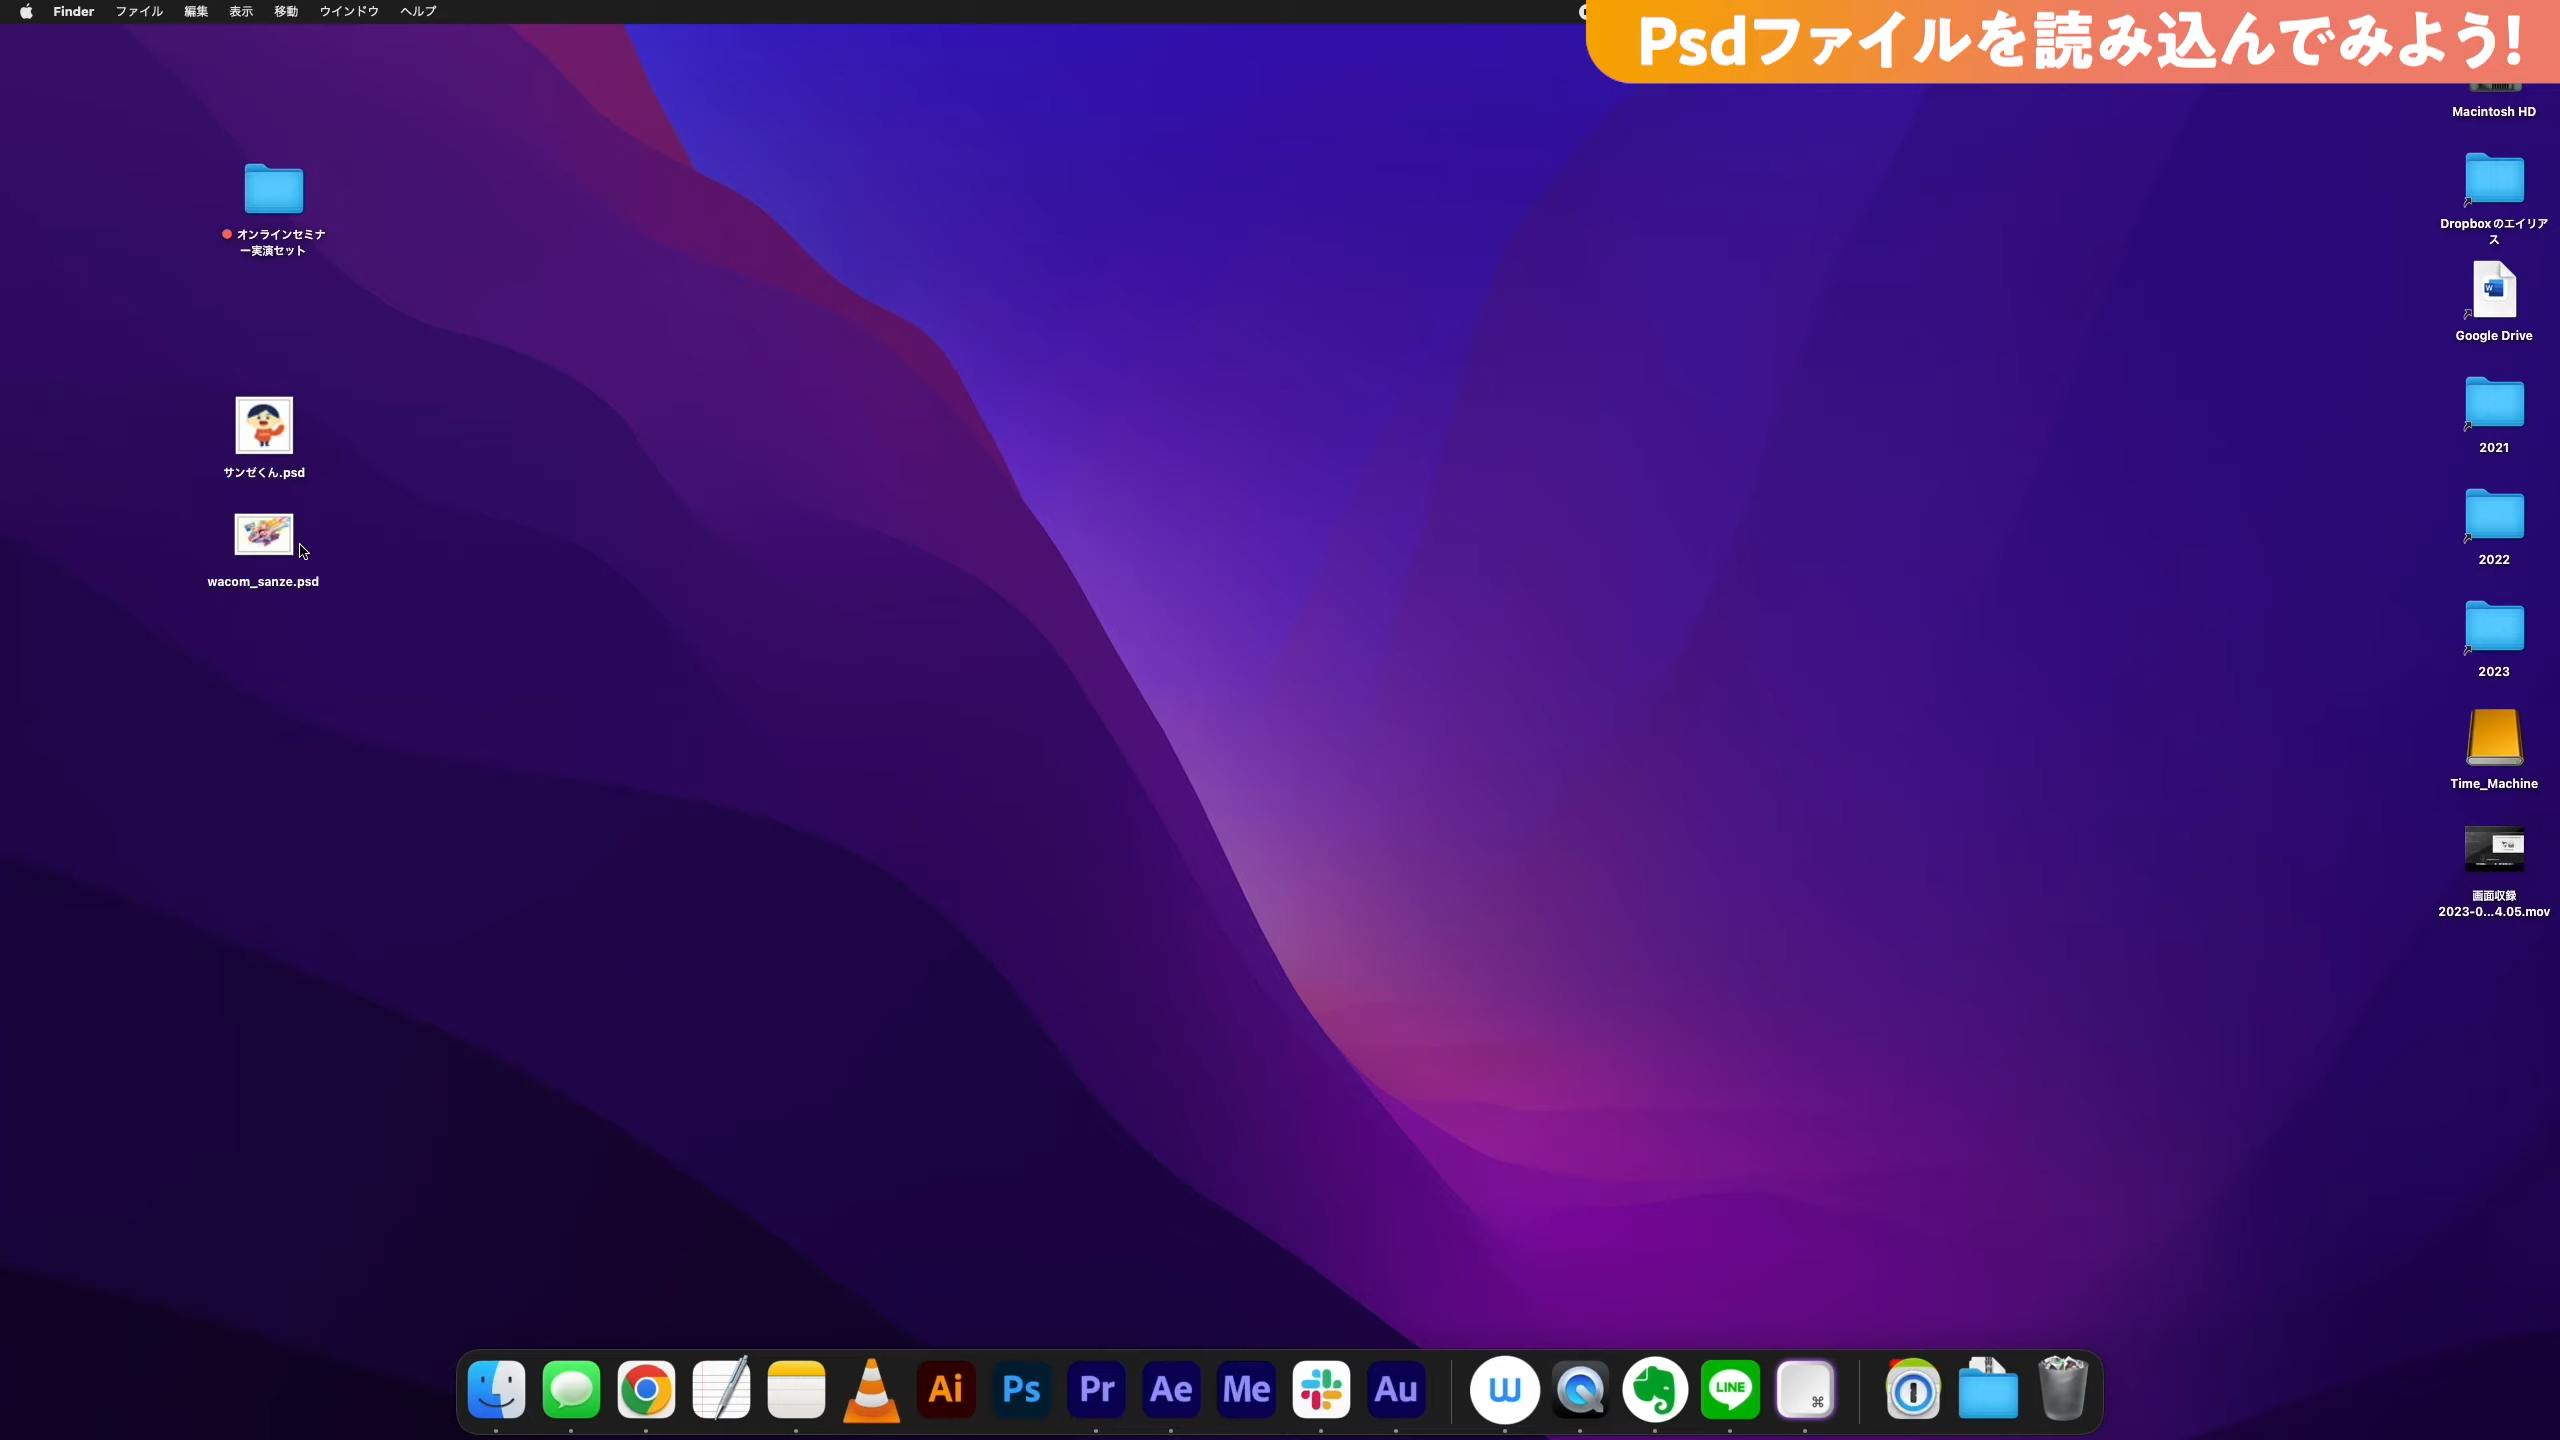 Finder ファイル 編集 表示 移動 ウインドウ ヘルプ
Psdファイルを読み込んでみよう!
Macintosh HD
オンラインセミナ
ー実演セット
Dropboxのエイリア
ス
Google Drive
サンゼくん.psd
2021
wacom_sanze.psd
2022
2023
Time_Machine
画面収録
2023-0...4.05.mov
Ai Ps Pr Ae Me Au LINE